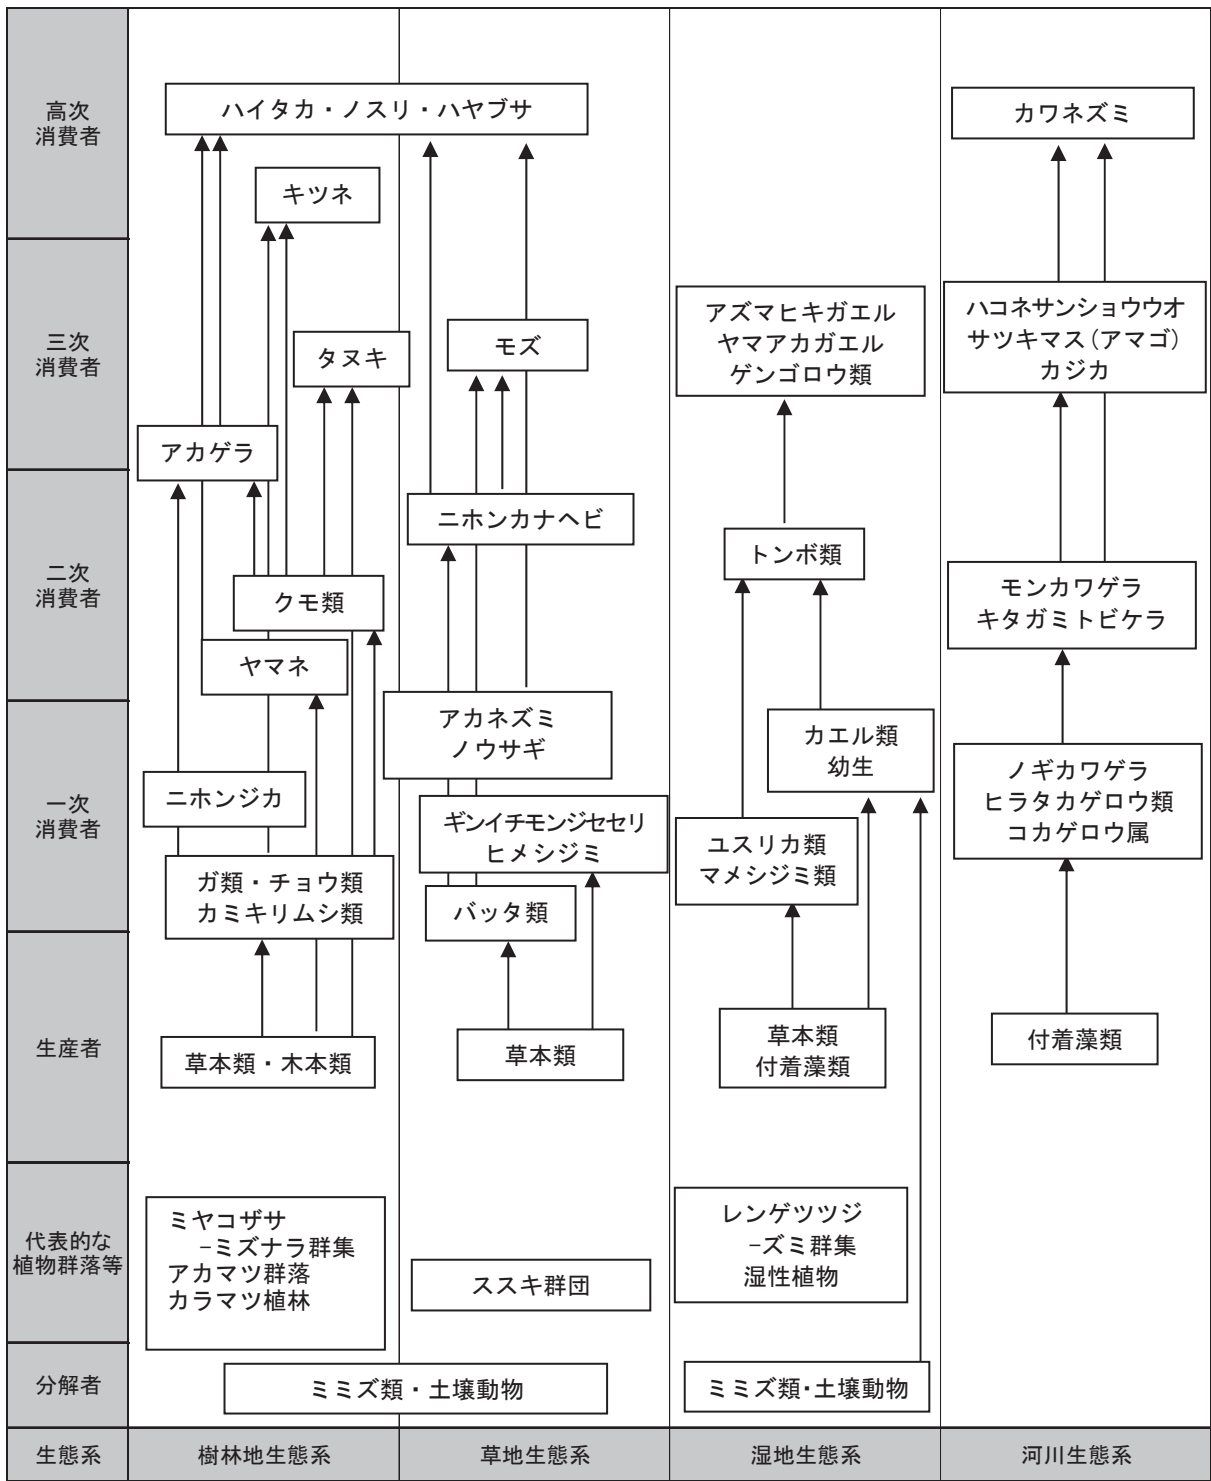 高次
消費者
ハイタカ・ノスリ・ハヤブサ
カワネズミ
キツネ
三次
消費者
タヌキ
モズ
アズマヒキガエル
ヤマアカガエル
ゲンゴロウ類
ハコネサンショウウオ
サツキマス(アマゴ)
カジカ
アカゲラ
二次
消費者
ニホンカナヘビ
トンボ類
クモ類
ヤマネ
モンカワゲラ
キタガミトビケラ
一次
消費者
アカネズミ
ノウサギ
カエル類
幼生
ニホンジカ
ギンイチモンジセセリ
ヒメシジミ
ユスリカ類
マメシジミ類
ノギカワゲラ
ヒラタカゲロウ類
コカゲロウ属
ガ類・チョウ類
カミキリムシ類
バッタ類
生産者
草本類・木本類
草本類
草本類
付着藻類
付着藻類
代表的な
植物群落等
ミヤコザサ
−ミズナラ群集
アカマツ群落
カラマツ植林
ススキ群団
レンゲツツジ
−ズミ群集
湿性植物
分解者
ミミズ類・土壌動物
ミミズ類・土壌動物
生態系
樹林地生態系
草地生態系
湿地生態系
河川生態系